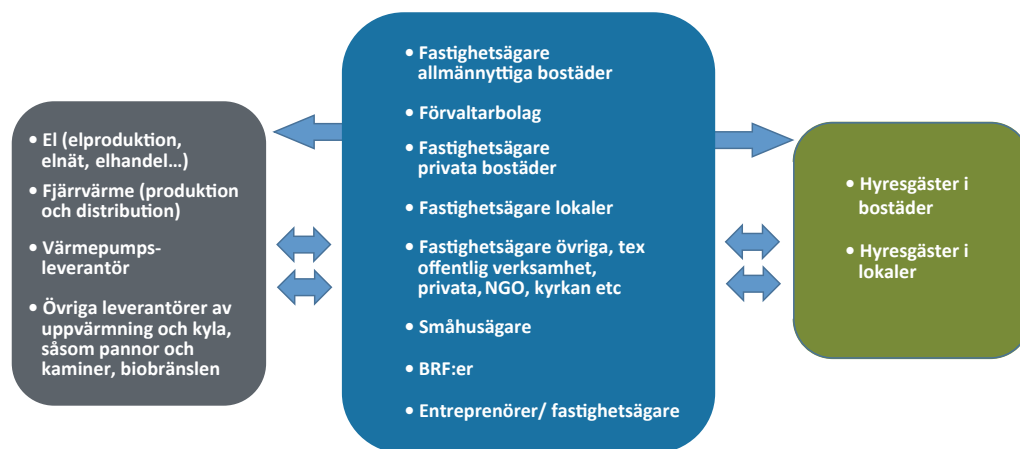 • El (elproduktion,
elnät, elhandel...)
• Fjärrvärme (produktion
och distribution)
• Värmepumps-
leverantör
• Övriga leverantörer av
uppvärmning och kyla,
såsom pannor och
kaminer, biobränslen
• Fastighetsägare
allmännyttiga bostäder
• Förvaltarbolag
• Fastighetsägare
privata bostäder
• Fastighetsägare lokaler
• Fastighetsägare övriga, tex
offentlig verksamhet,
privata, NGO, kyrkan etc
• Småhusägare
• BRF:er
• Entreprenörer/ fastighetsägare
• Hyresgäster i
bostäder
• Hyresgäster i
lokaler